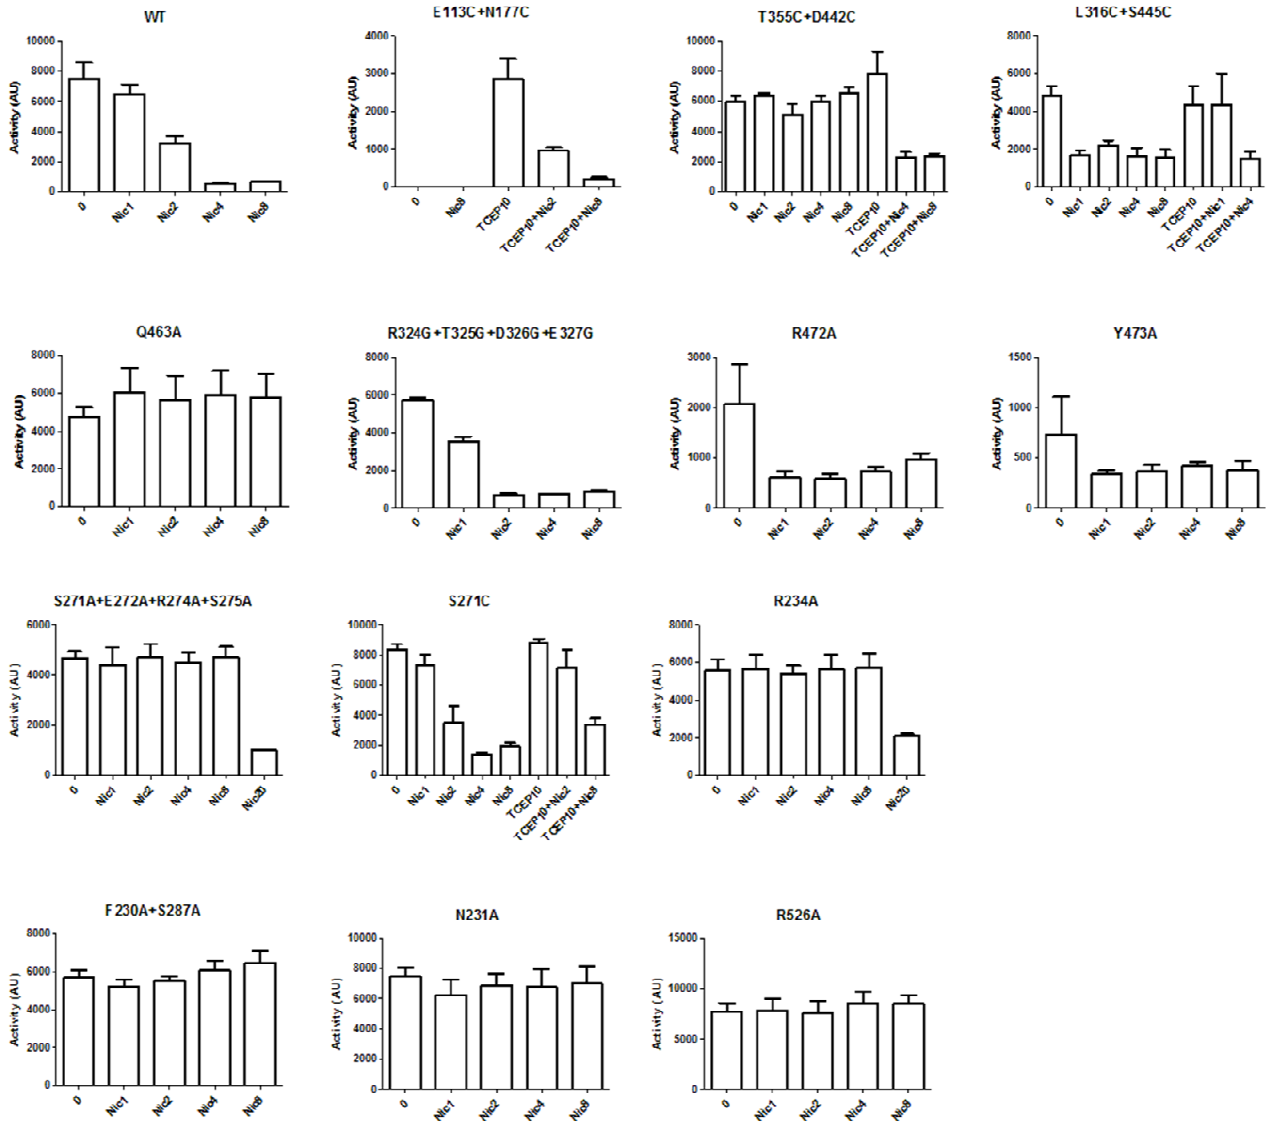 WT
Activity (AU)
10000
8000
6000
4000
2000
0
0 Nic1 Nic2 Nic4 Nic8
E113C+N177C
Activity (AU)
4000
3000
2000
1000
0
0 Nic8 TCEP10 TCEP10+Nic2 TCEP10+Nic8
T355C+D442C
Activity (AU)
10000
8000
6000
4000
2000
0
0 Nic1 Nic2 Nic4 Nic8 TCEP10 TCEP10+Nic4 TCEP10+Nic8
L316C+S445C
Activity (AU)
8000
6000
4000
2000
0
0 Nic1 Nic2 Nic4 Nic8 TCEP10 TCEP10+Nic1 TCEP10+Nic4
Q463A
Activity (AU)
8000
6000
4000
2000
0
0 Nic1 Nic2 Nic4 Nic8
R324G+T325G+D326G+E327G
Activity (AU)
8000
6000
4000
2000
0
0 Nic1 Nic2 Nic4 Nic8
R472A
Activity (AU)
3000
2000
1000
0
0 Nic1 Nic2 Nic4 Nic8
Y473A
Activity (AU)
1500
1000
500
0
0 Nic1 Nic2 Nic4 Nic8
S271A+E272A+R274A+S275A
Activity (AU)
6000
4000
2000
0
0 Nic1 Nic2 Nic4 Nic8 Nic20
S271C
Activity (AU)
10000
8000
6000
4000
2000
0
0 Nic1 Nic2 Nic4 Nic8 TCEP10 TCEP10+Nic2 TCEP10+Nic8
R234A
Activity (AU)
8000
6000
4000
2000
0
0 Nic1 Nic2 Nic4 Nic8 Nic20
F230A+S287A
Activity (AU)
8000
6000
4000
2000
0
0 Nic1 Nic2 Nic4 Nic8
N231A
Activity (AU)
10000
8000
6000
4000
2000
0
0 Nic1 Nic2 Nic4 Nic8
R526A
Activity (AU)
15000
10000
5000
0
0 Nic1 Nic2 Nic4 Nic8